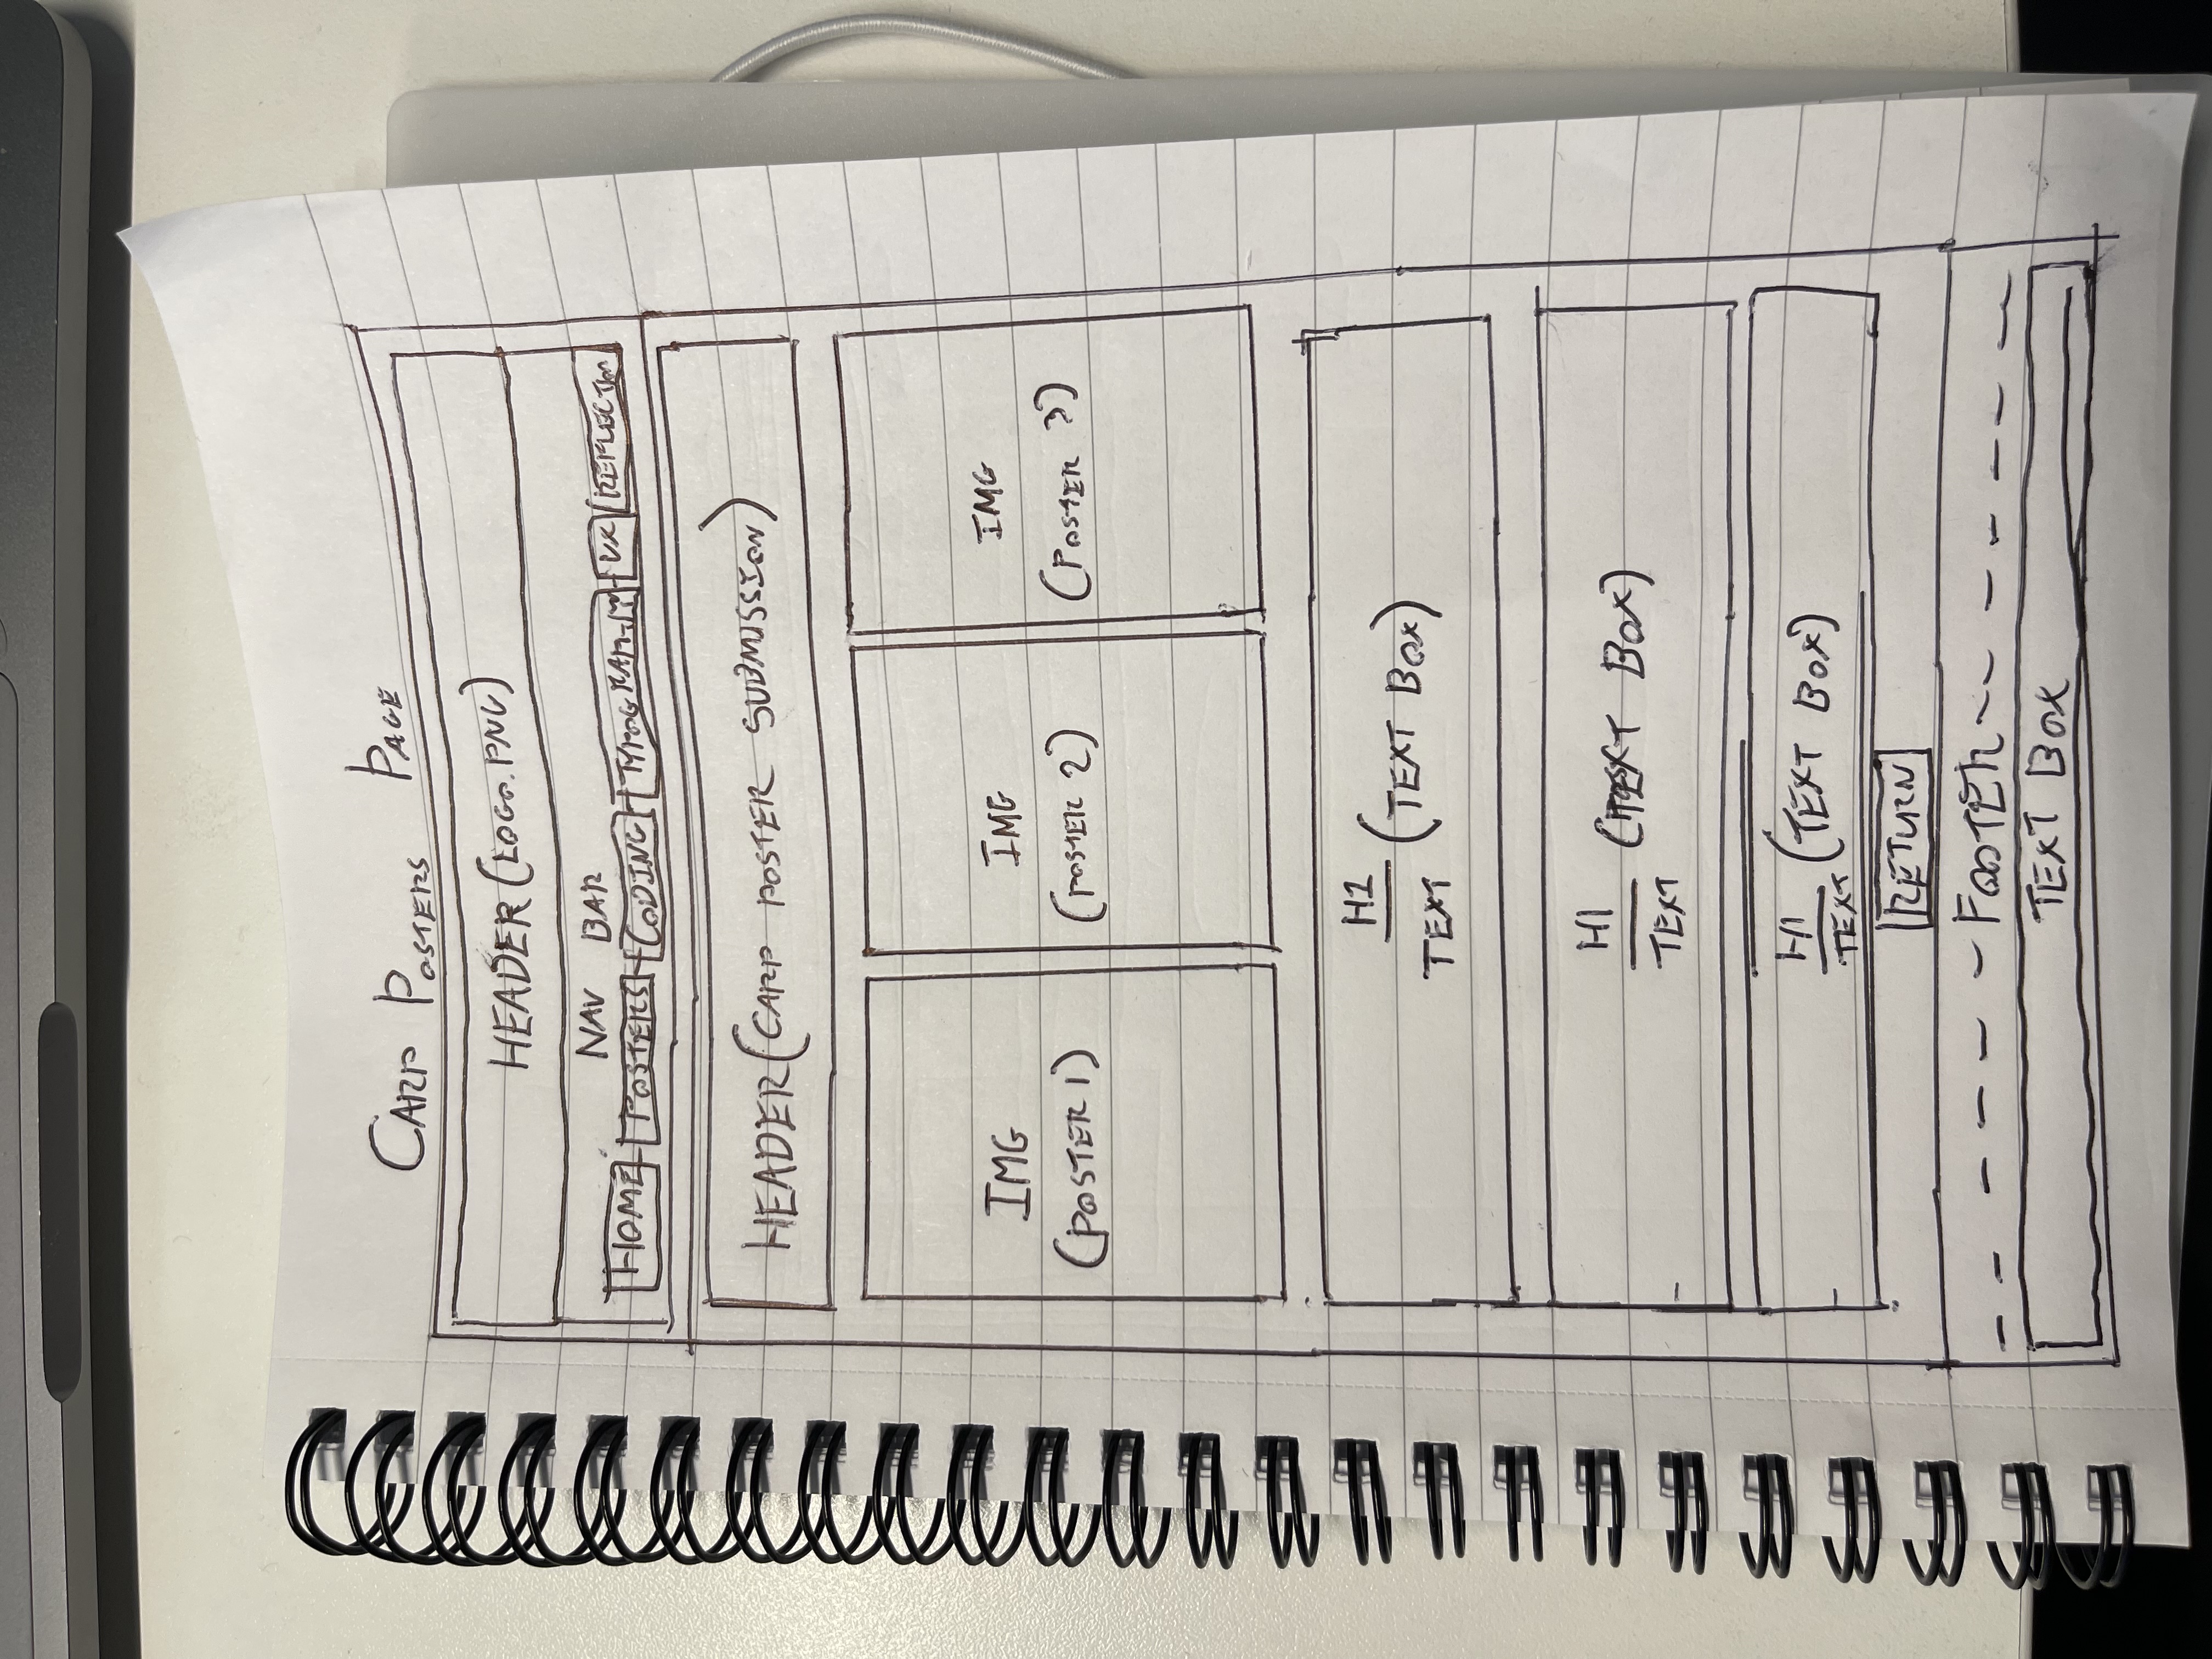 CARP POSTERS PAGE
HEADER (LOGO.PNG)
NAV BAR
HOME POSTERS CODING TYPOGRAPHY UX REFLECTION
HEADER (CARP POSTER SUBMISSION)
IMG
(POSTER 1)
IMG
(POSTER 2)
IMG
(POSTER 3)
H1
TEXT (TEXT BOX)
H1
TEXT (TEXT BOX)
H1
TEXT (TEXT BOX)
RETURN
FOOTER
TEXT BOX